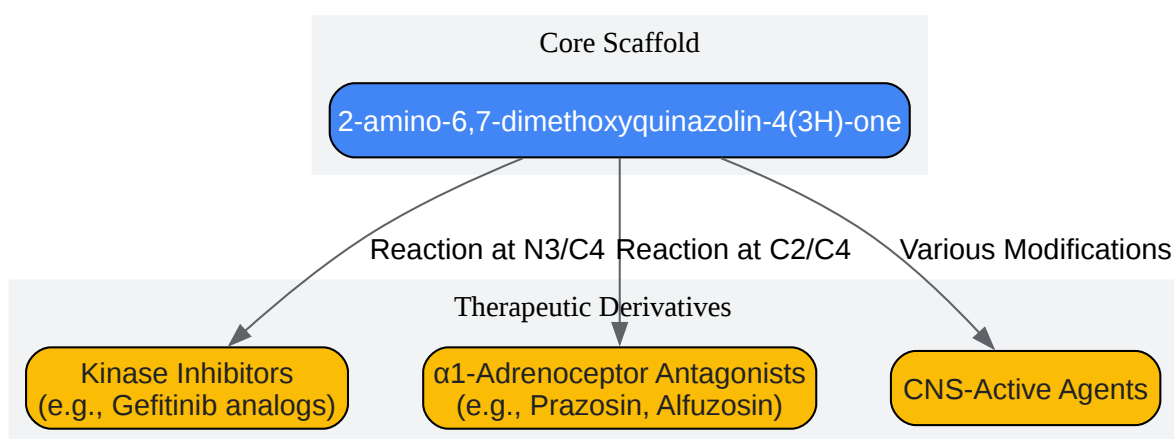 Core Scaffold
2-amino-6,7-dimethoxyquinazolin-4(3H)-one
Reaction at N3/C4
Reaction at C2/C4
Various Modifications
Therapeutic Derivatives
Kinase Inhibitors
(e.g., Gefitinib analogs)
α1-Adrenoceptor Antagonists
(e.g., Prazosin, Alfuzosin)
CNS-Active Agents